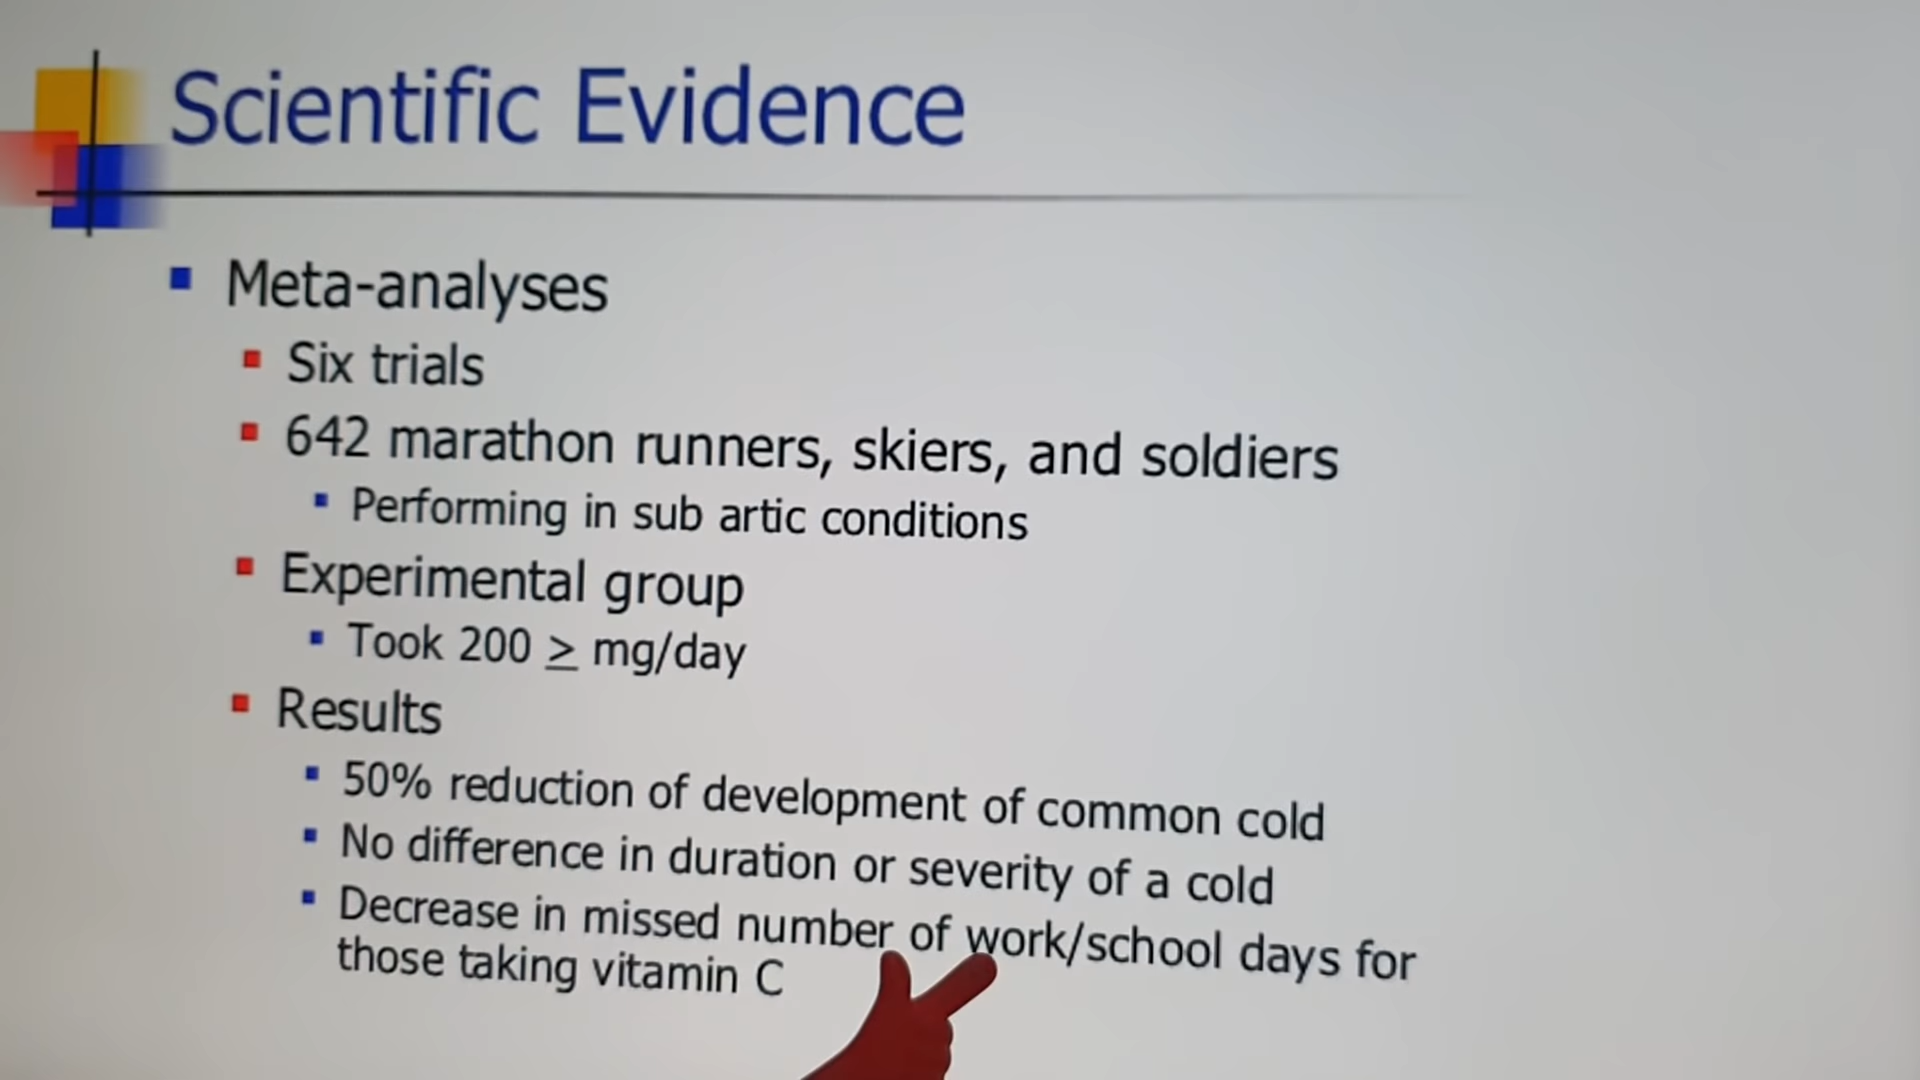 Scientific Evidence
Meta-analyses
Six trials
642 marathon runners, skiers, and soldiers
Performing in sub artic conditions
Experimental group
Took 200 ≥ mg/day
Results
50% reduction of development of common cold
No difference in duration or severity of a cold
Decrease in missed number of work/school days for
those taking vitamin C